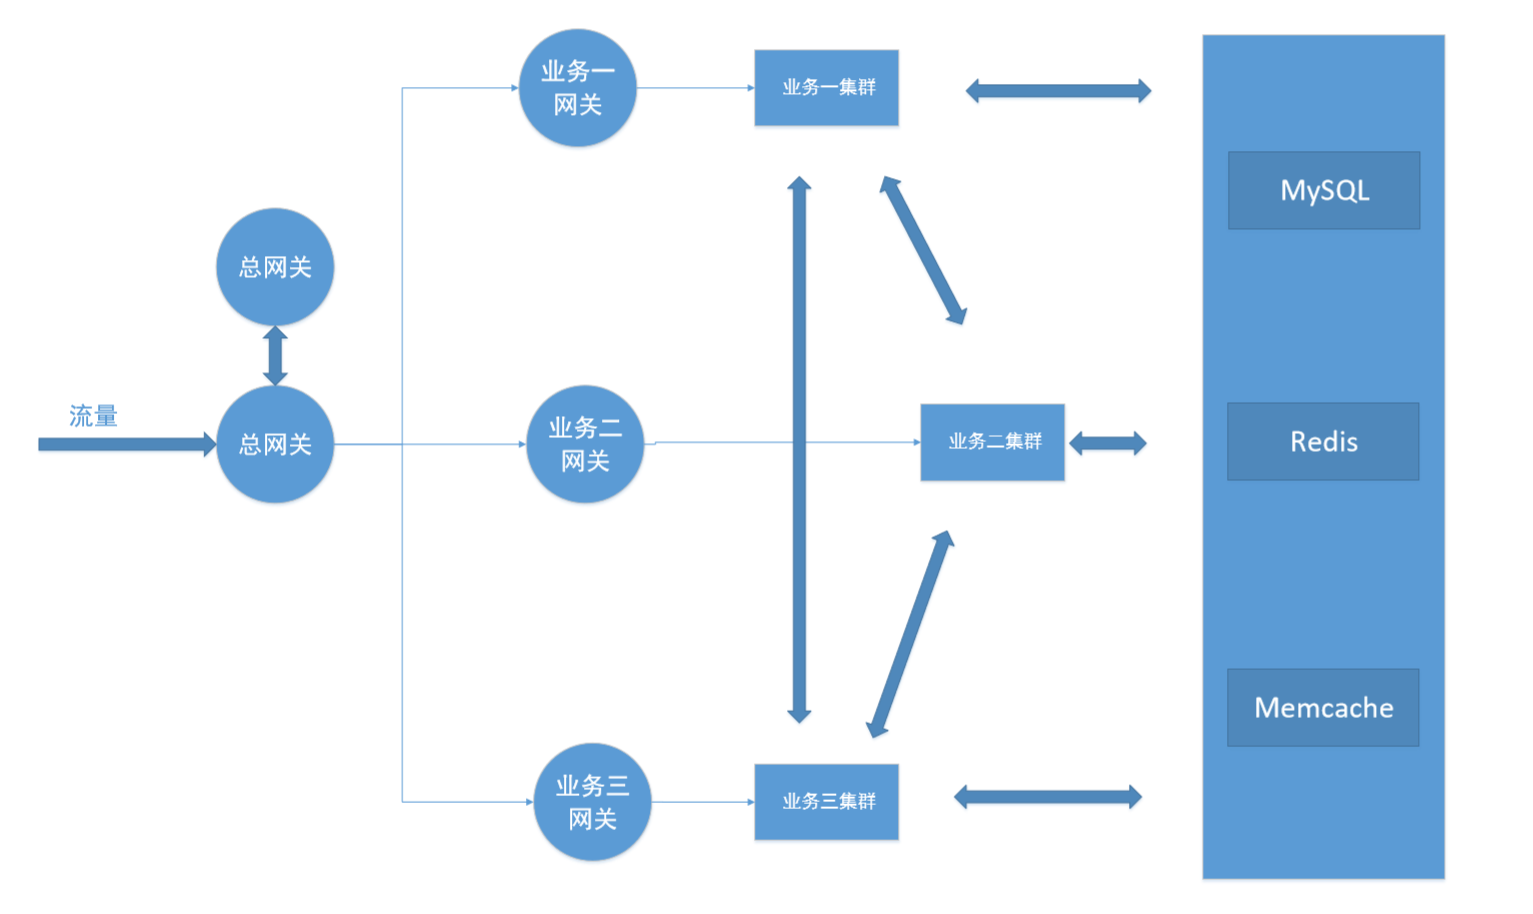 业务一
网关
业务一集群
MySQL
总网关
流量
总网关
业务二
网关
业务二集群
Redis
Memcache
业务三
网关
业务三集群